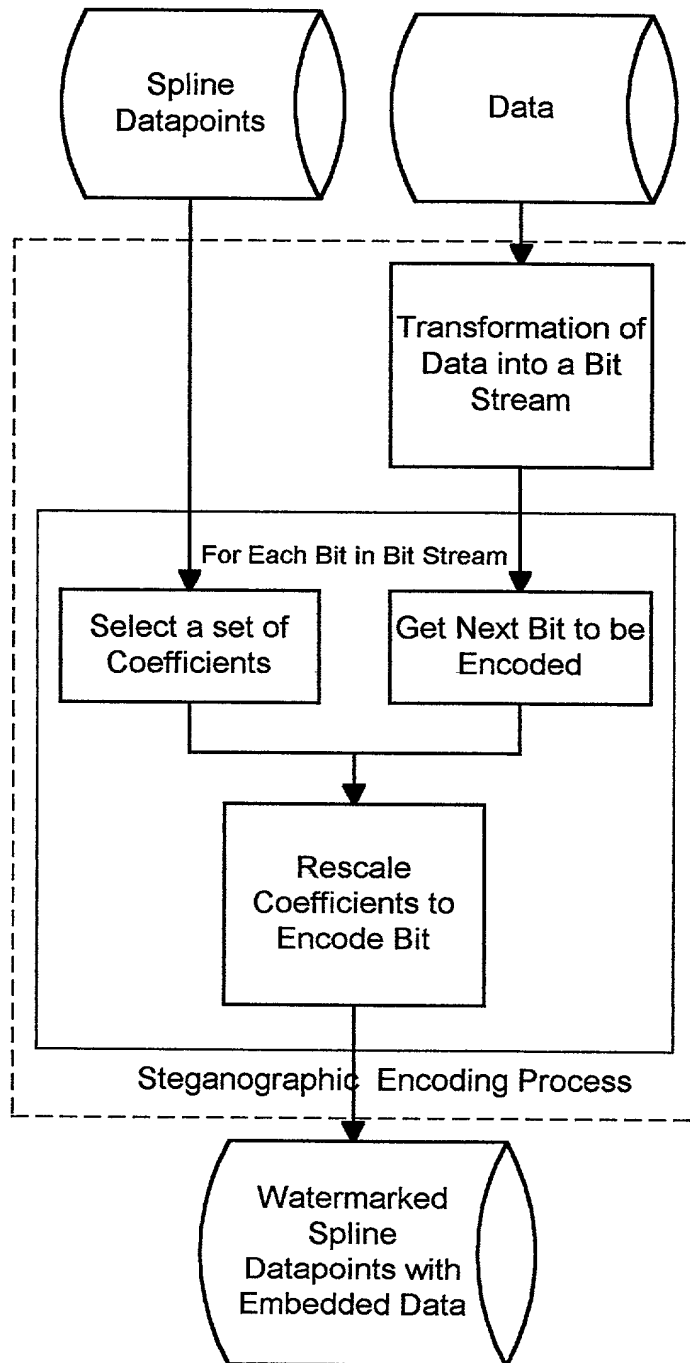 Spline
Datapoints
Data
Transformation of
Data into a Bit
Stream
For Each Bit in Bit Stream
Select a set of
Coefficients
Get Next Bit to be
Encoded
Rescale
Coefficients to
Encode Bit
Steganographic Encoding Process
Watermarked
Spline
Datapoints with
Embedded Data